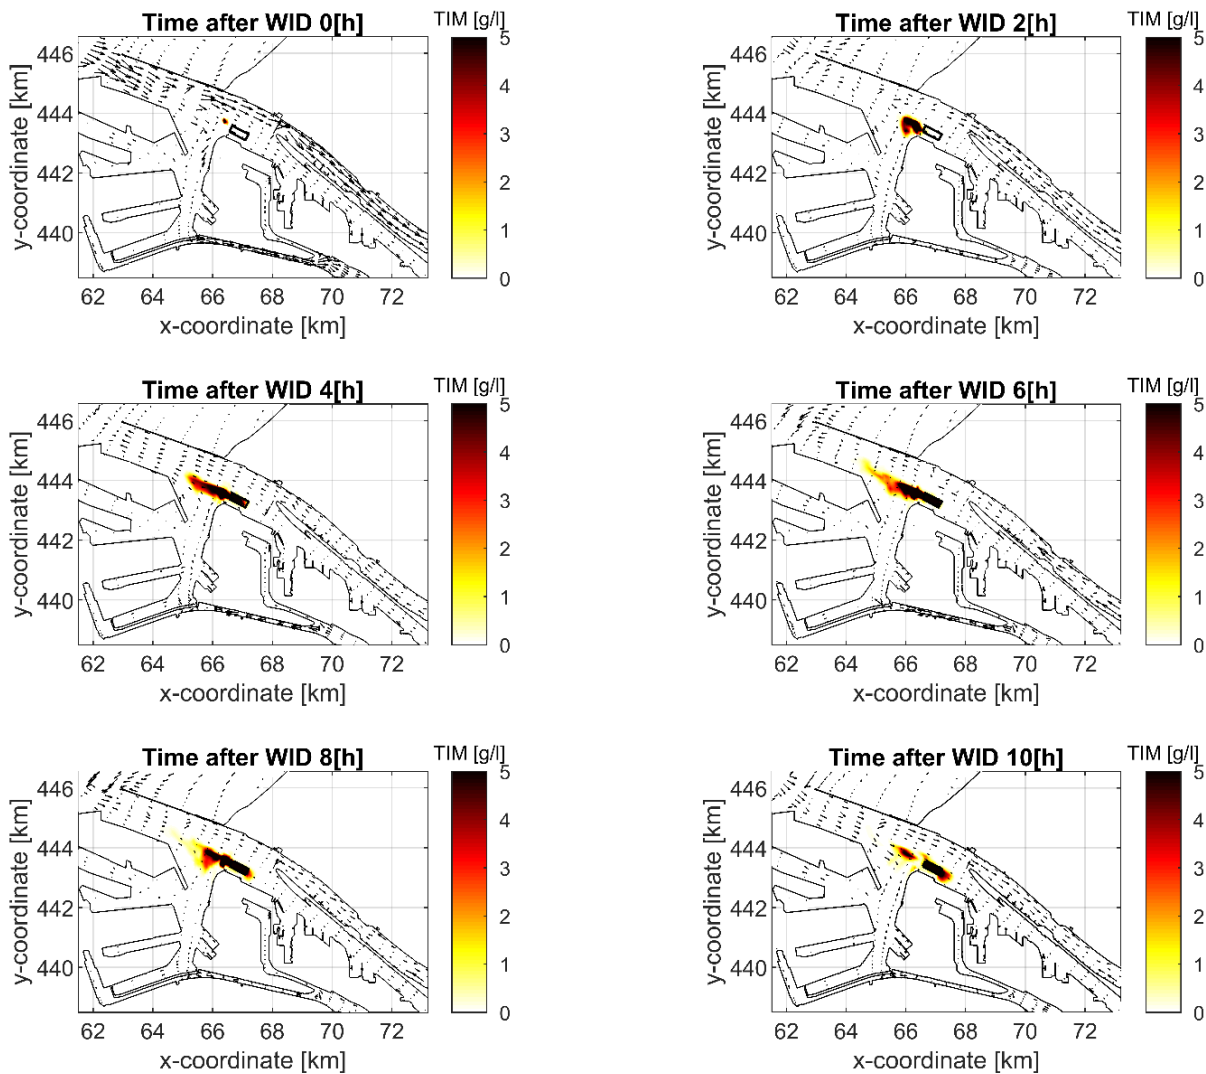 Time after WID 0[h]
TIM [g/l]
y-coordinate [km]
446
444
442
440
62 64 66 68 70 72
x-coordinate [km]
5
4
3
2
1
0
Time after WID 2[h]
TIM [g/l]
y-coordinate [km]
446
444
442
440
62 64 66 68 70 72
x-coordinate [km]
5
4
3
2
1
0
Time after WID 4[h]
TIM [g/l]
y-coordinate [km]
446
444
442
440
62 64 66 68 70 72
x-coordinate [km]
5
4
3
2
1
0
Time after WID 6[h]
TIM [g/l]
y-coordinate [km]
446
444
442
440
62 64 66 68 70 72
x-coordinate [km]
5
4
3
2
1
0
Time after WID 8[h]
TIM [g/l]
y-coordinate [km]
446
444
442
440
62 64 66 68 70 72
x-coordinate [km]
5
4
3
2
1
0
Time after WID 10[h]
TIM [g/l]
y-coordinate [km]
446
444
442
440
62 64 66 68 70 72
x-coordinate [km]
5
4
3
2
1
0